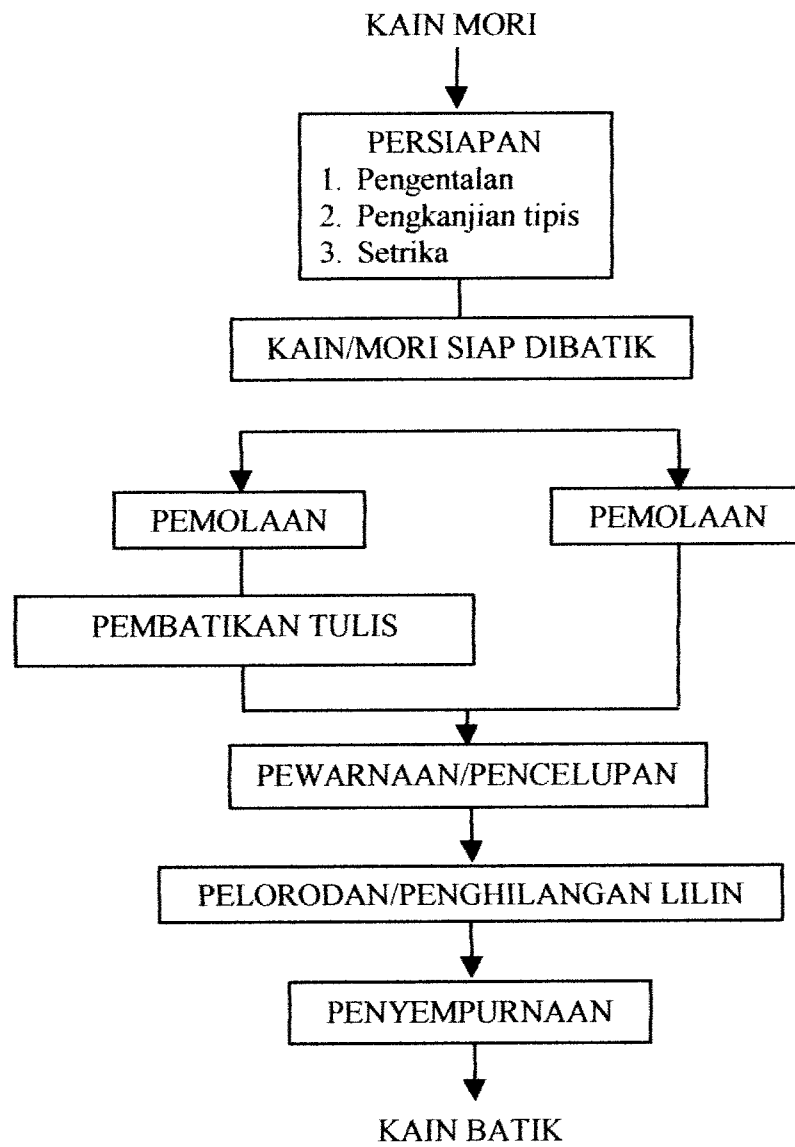 KAIN MORI
PERSIAPAN
1. Pengentalan
2. Pengkanjian tipis
3. Setrika
KAIN/MORI SIAP DIBATIK
PEMOLAAN
PEMOLAAN
PEMBATIKAN TULIS
PEWARNAAN/PENCELUPAN
PELORODAN/PENGHILANGAN LILIN
PENYEMPURNAAN
KAIN BATIK